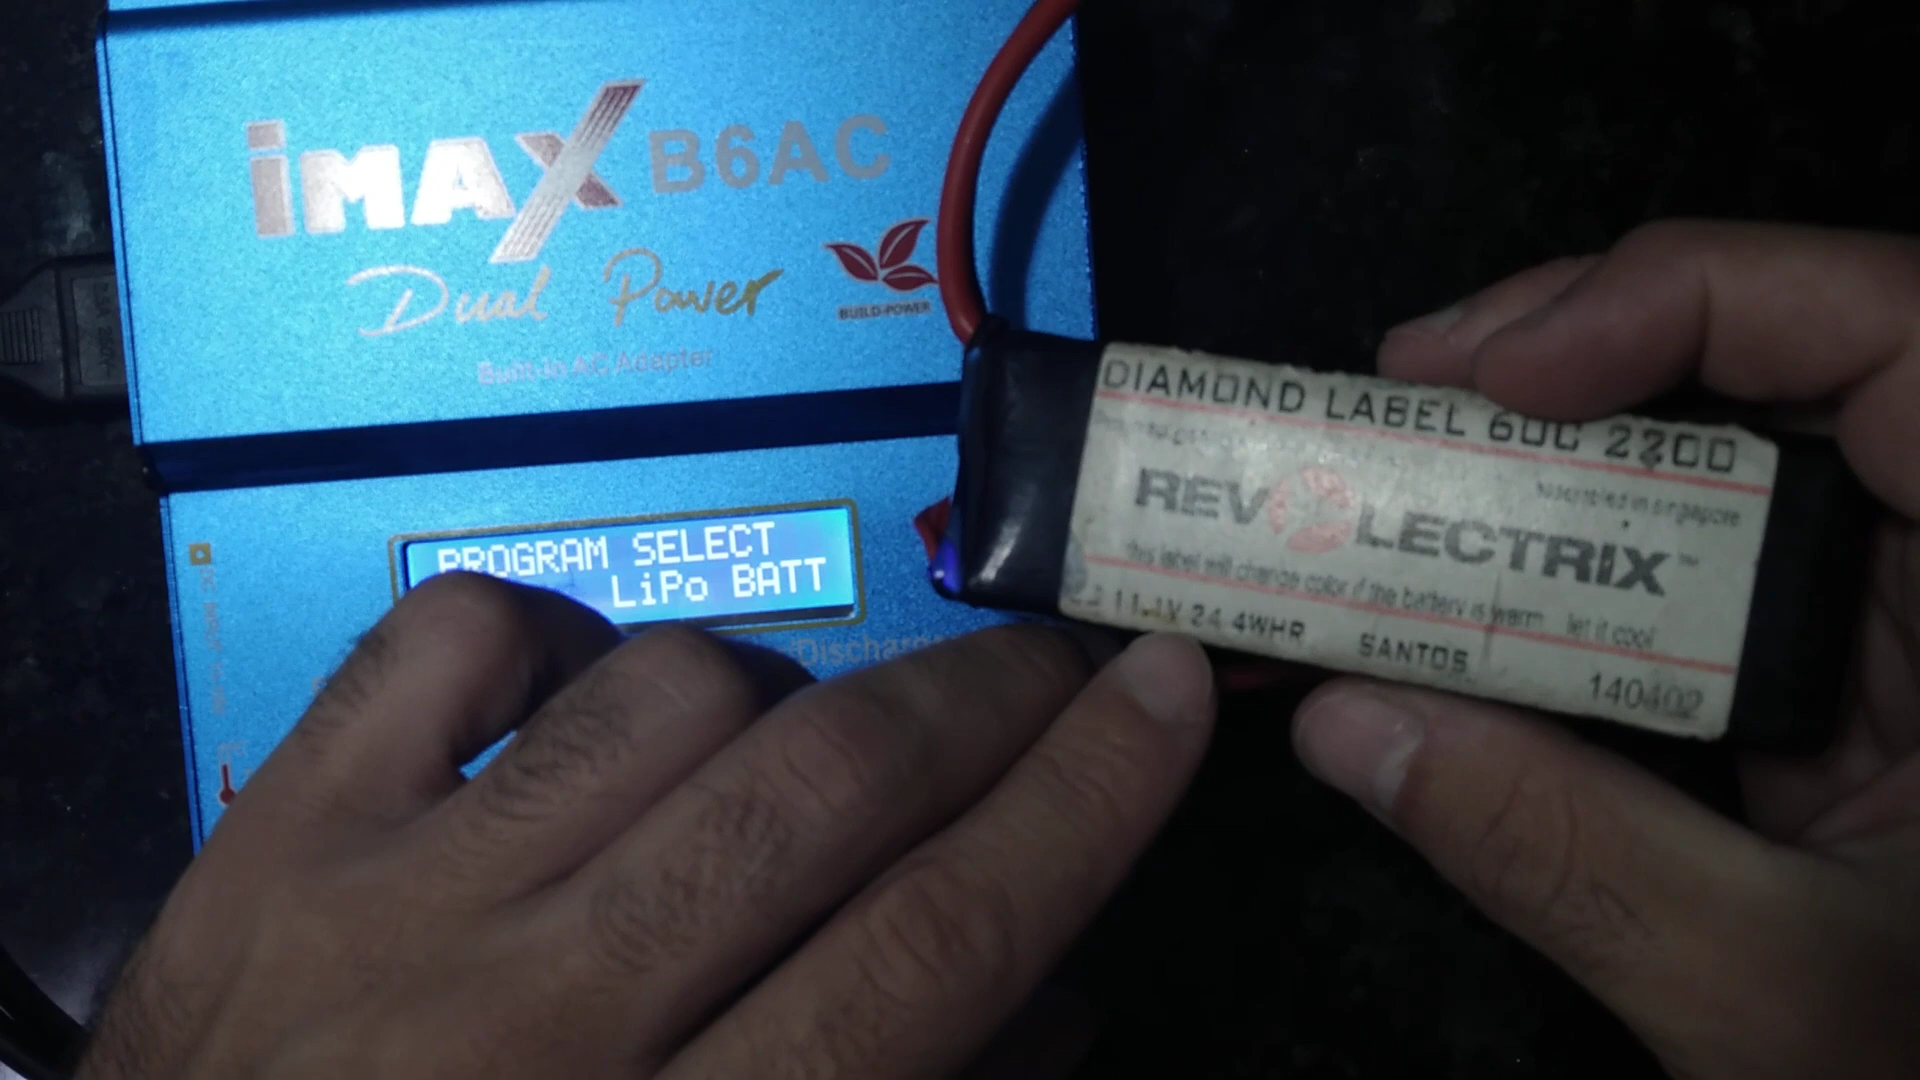 iMAX B6AC
Dual Power
BUILD-POWER
Built-in AC Adapter
PROGRAM SELECT
LiPo BATT
/Discharge
DIAMOND LABEL 60C 2200
Assembled in singapore
REVOLECTRIX™
this label will change color if the battery is warm let it cool
11.1V 24.4WHR SANTOS
140402